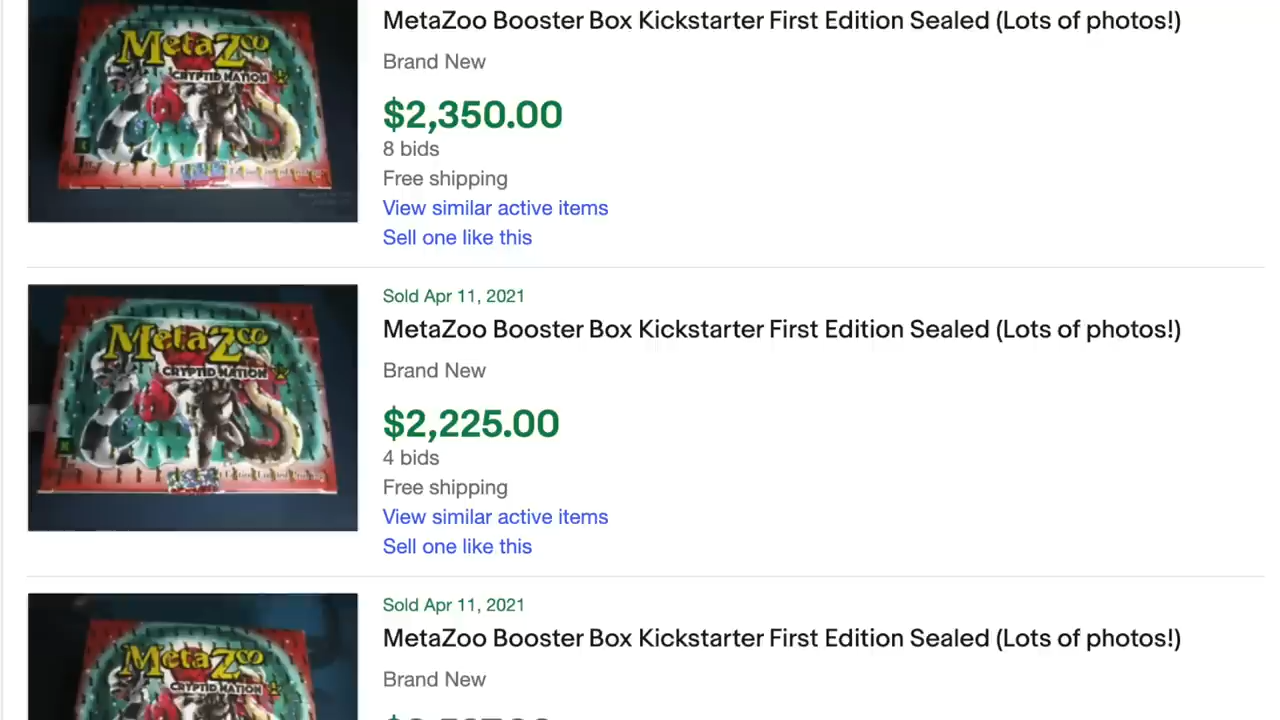 MetaZoo
CRYPTID NATION
MetaZoo Booster Box Kickstarter First Edition Sealed (Lots of photos!)
Brand New
$2,350.00
8 bids
Free shipping
View similar active items
Sell one like this
MetaZoo
CRYPTID NATION
Sold Apr 11, 2021
MetaZoo Booster Box Kickstarter First Edition Sealed (Lots of photos!)
Brand New
$2,225.00
4 bids
Free shipping
View similar active items
Sell one like this
MetaZoo
CRYPTID NATION
Sold Apr 11, 2021
MetaZoo Booster Box Kickstarter First Edition Sealed (Lots of photos!)
Brand New